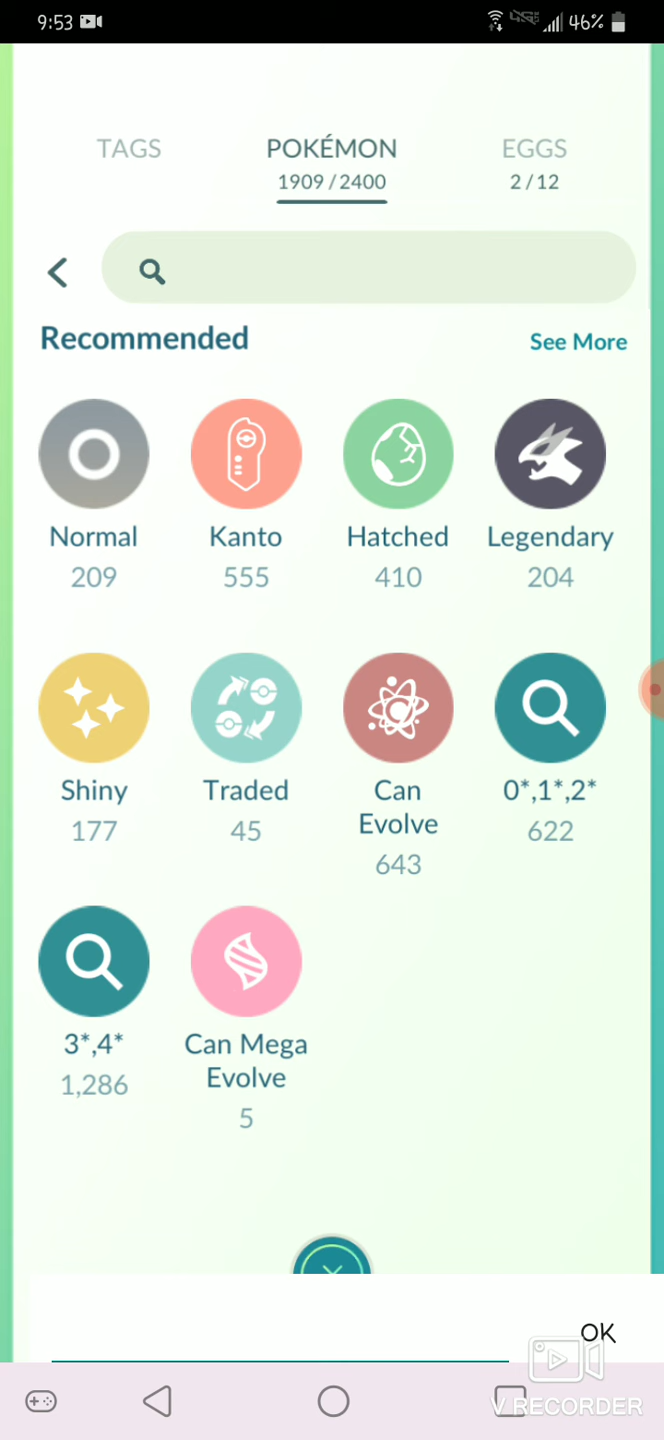 9:53
4G 46%
TAGS POKÉMON EGGS
1909 / 2400 2 / 12
Recommended See More
Normal Kanto Hatched Legendary
209 555 410 204
Shiny Traded Can Evolve 0*,1*,2*
177 45 643 622
3*,4* Can Mega Evolve
1,286 5
OK
V RECORDER